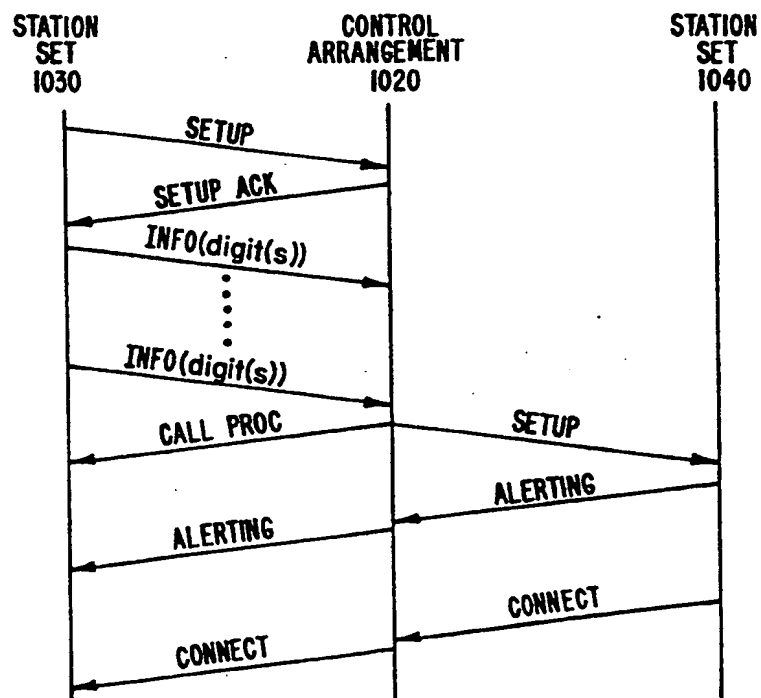 STATION
SET
1030
CONTROL
ARRANGEMENT
1020
STATION
SET
1040
SETUP
SETUP ACK
INFO(digit(s))
INFO(digit(s))
CALL PROC
SETUP
ALERTING
ALERTING
CONNECT
CONNECT